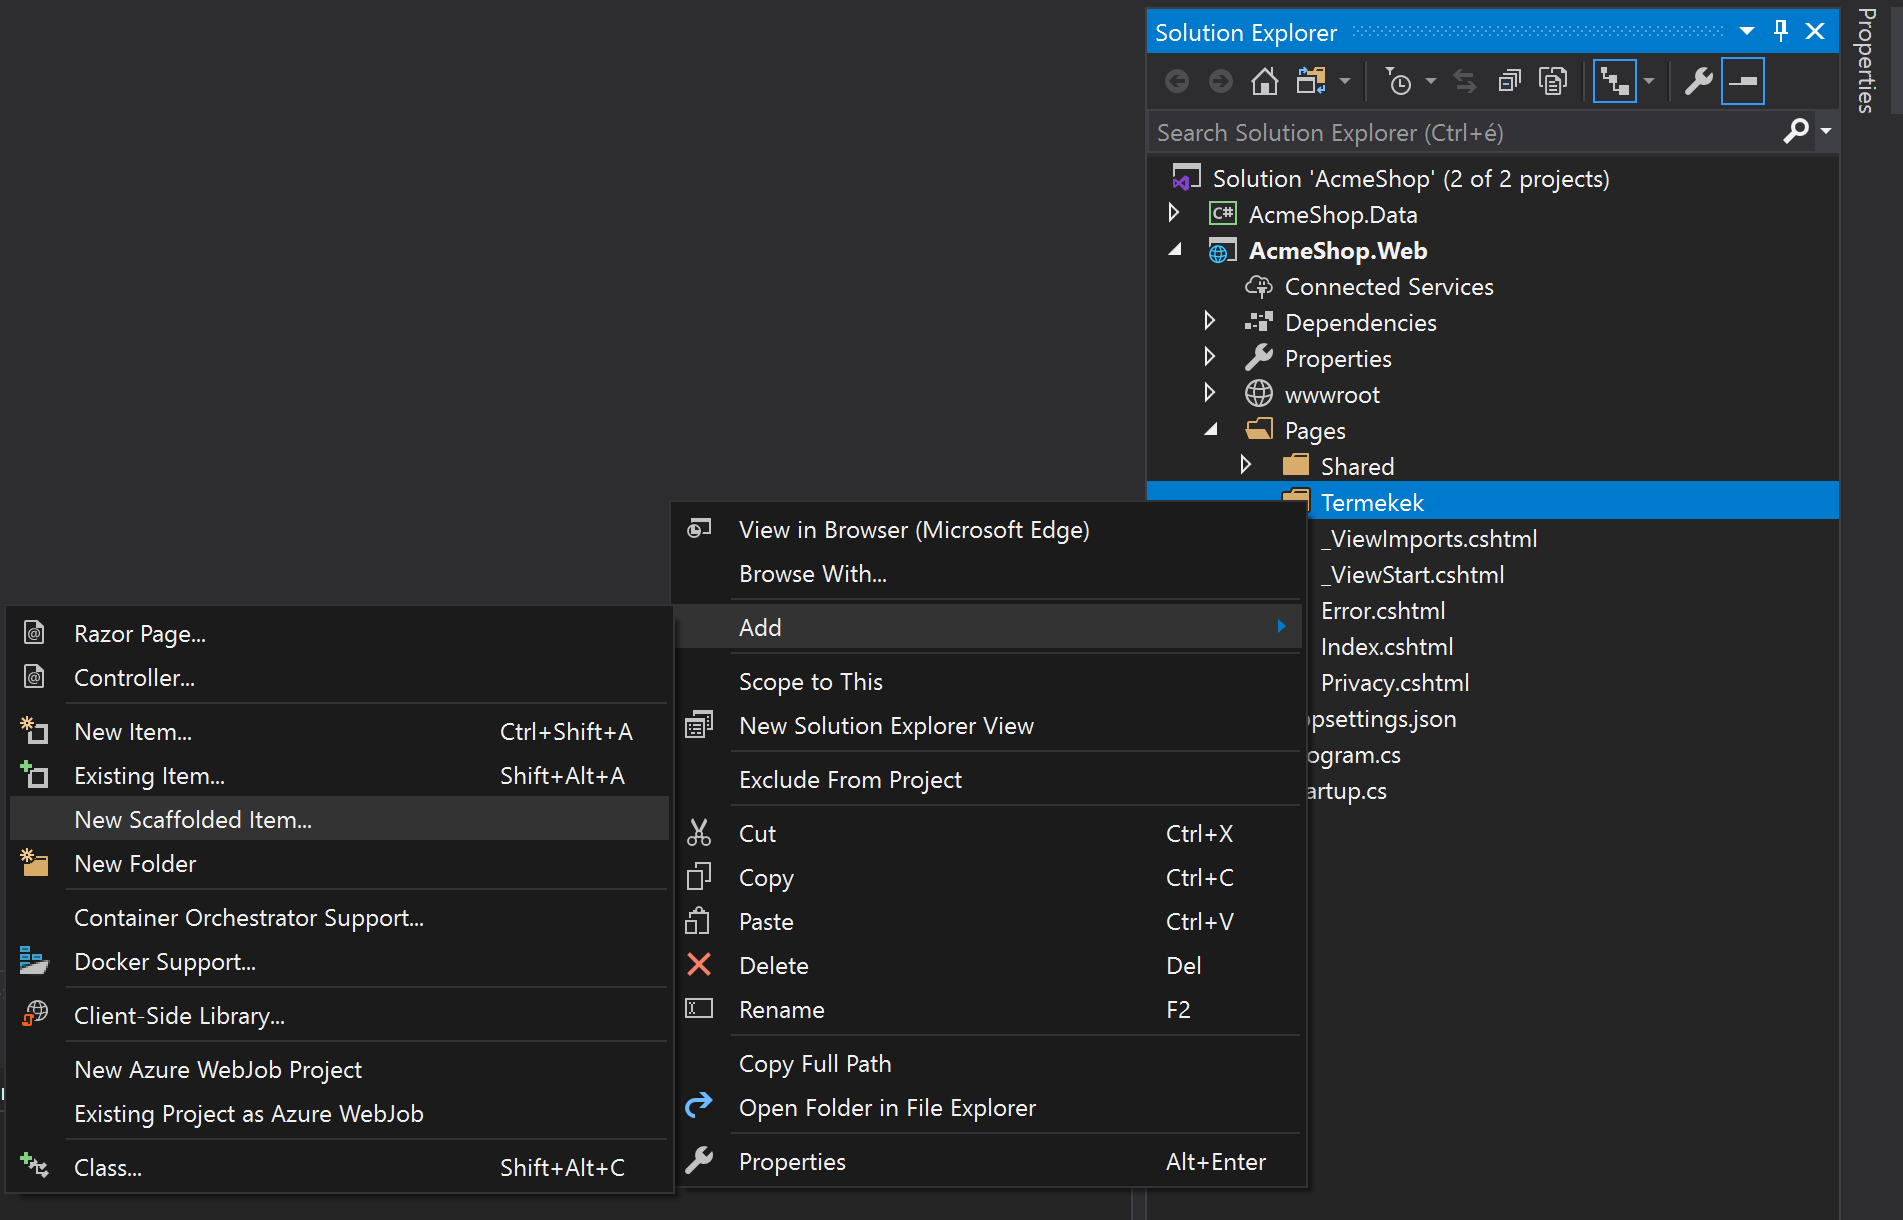 Solution Explorer
Properties
Search Solution Explorer (Ctrl+é)
Solution 'AcmeShop' (2 of 2 projects)
C# AcmeShop.Data
AcmeShop.Web
Connected Services
Dependencies
Properties
wwwroot
Pages
Shared
Termekek
_ViewImports.cshtml
_ViewStart.cshtml
Error.cshtml
Index.cshtml
Privacy.cshtml
ppsettings.json
ogram.cs
artup.cs
View in Browser (Microsoft Edge)
Browse With...
Add
Scope to This
New Solution Explorer View
Exclude From Project
Cut Ctrl+X
Copy Ctrl+C
Paste Ctrl+V
Delete Del
Rename F2
Copy Full Path
Open Folder in File Explorer
Properties Alt+Enter
Razor Page...
Controller...
New Item... Ctrl+Shift+A
Existing Item... Shift+Alt+A
New Scaffolded Item...
New Folder
Container Orchestrator Support...
Docker Support...
Client-Side Library...
New Azure WebJob Project
Existing Project as Azure WebJob
Class... Shift+Alt+C